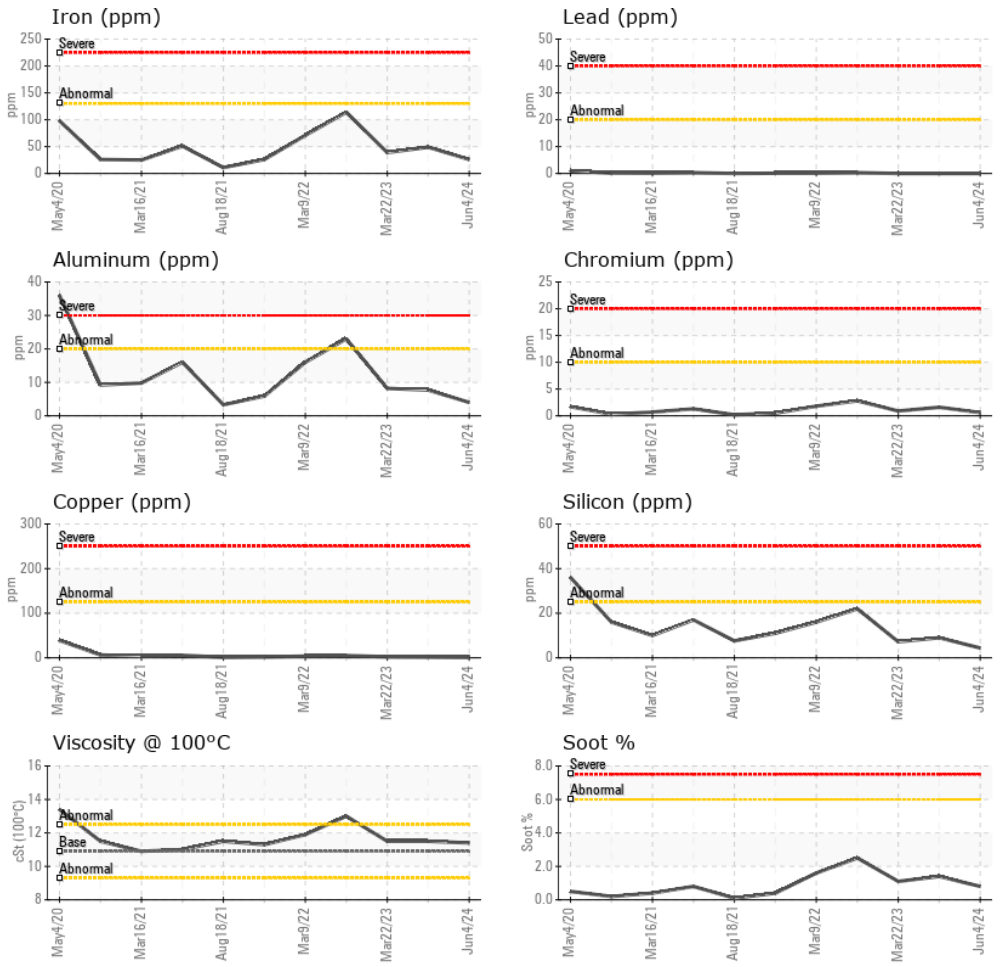 Iron (ppm)
250
200
150
100
50
0
ppm
Severe
Abnormal
May4/20
Mar16/21
Aug18/21
Mar9/22
Mar22/23
Jun4/24
Lead (ppm)
50
40
30
20
10
0
ppm
Severe
Abnormal
May4/20
Mar16/21
Aug18/21
Mar9/22
Mar22/23
Jun4/24
Aluminum (ppm)
40
30
20
10
0
ppm
Severe
Abnormal
May4/20
Mar16/21
Aug18/21
Mar9/22
Mar22/23
Jun4/24
Chromium (ppm)
25
20
15
10
5
0
ppm
Severe
Abnormal
May4/20
Mar16/21
Aug18/21
Mar9/22
Mar22/23
Jun4/24
Copper (ppm)
300
200
100
0
ppm
Severe
Abnormal
May4/20
Mar16/21
Aug18/21
Mar9/22
Mar22/23
Jun4/24
Silicon (ppm)
60
40
20
0
ppm
Severe
Abnormal
May4/20
Mar16/21
Aug18/21
Mar9/22
Mar22/23
Jun4/24
Viscosity @ 100°C
16
14
12
10
8
cSt (100°C)
Abnormal
Base
Abnormal
May4/20
Mar16/21
Aug18/21
Mar9/22
Mar22/23
Jun4/24
Soot %
8.0
6.0
4.0
2.0
0.0
Soot %
Severe
Abnormal
May4/20
Mar16/21
Aug18/21
Mar9/22
Mar22/23
Jun4/24